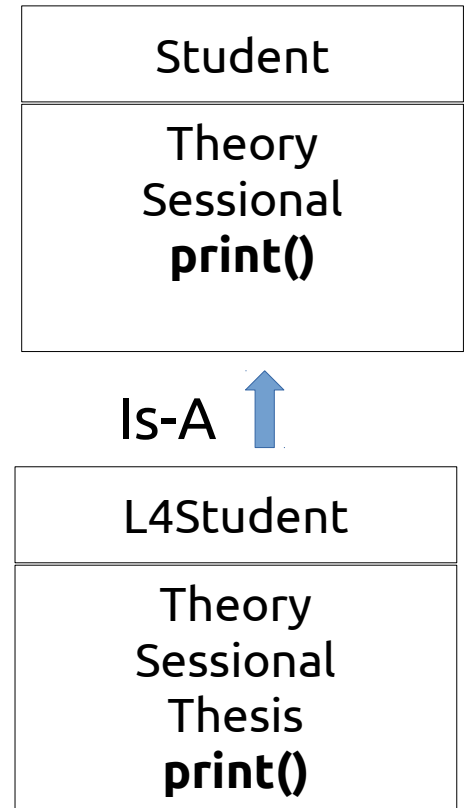 Student
Theory
Sessional
print()
Is-A
L4Student
Theory
Sessional
Thesis
print()